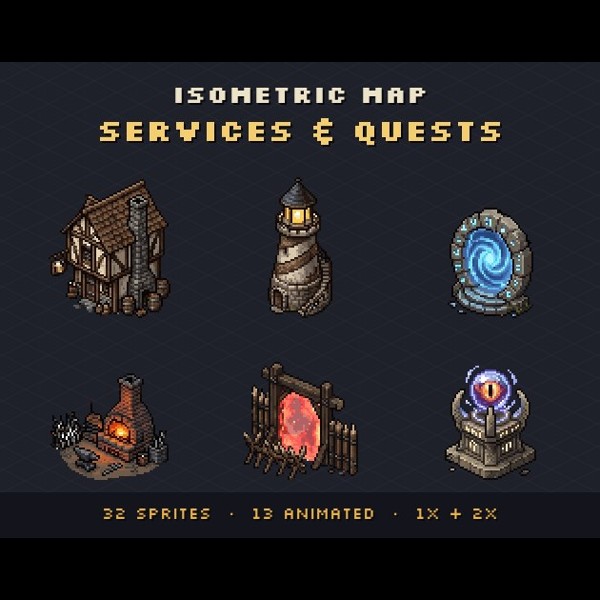 ISOMETRIC MAP
SERVICES & QUESTS
32 SPRITES · 13 ANIMATED · 1X + 2X